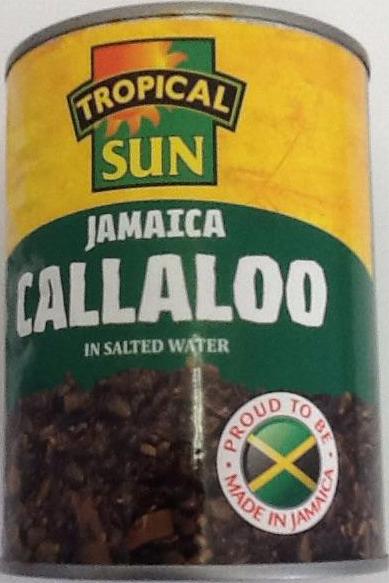 TROPICAL
SUN
JAMAICA
CALLALOO
IN SALTED WATER
PROUD TO BE
MADE IN JAMAICA